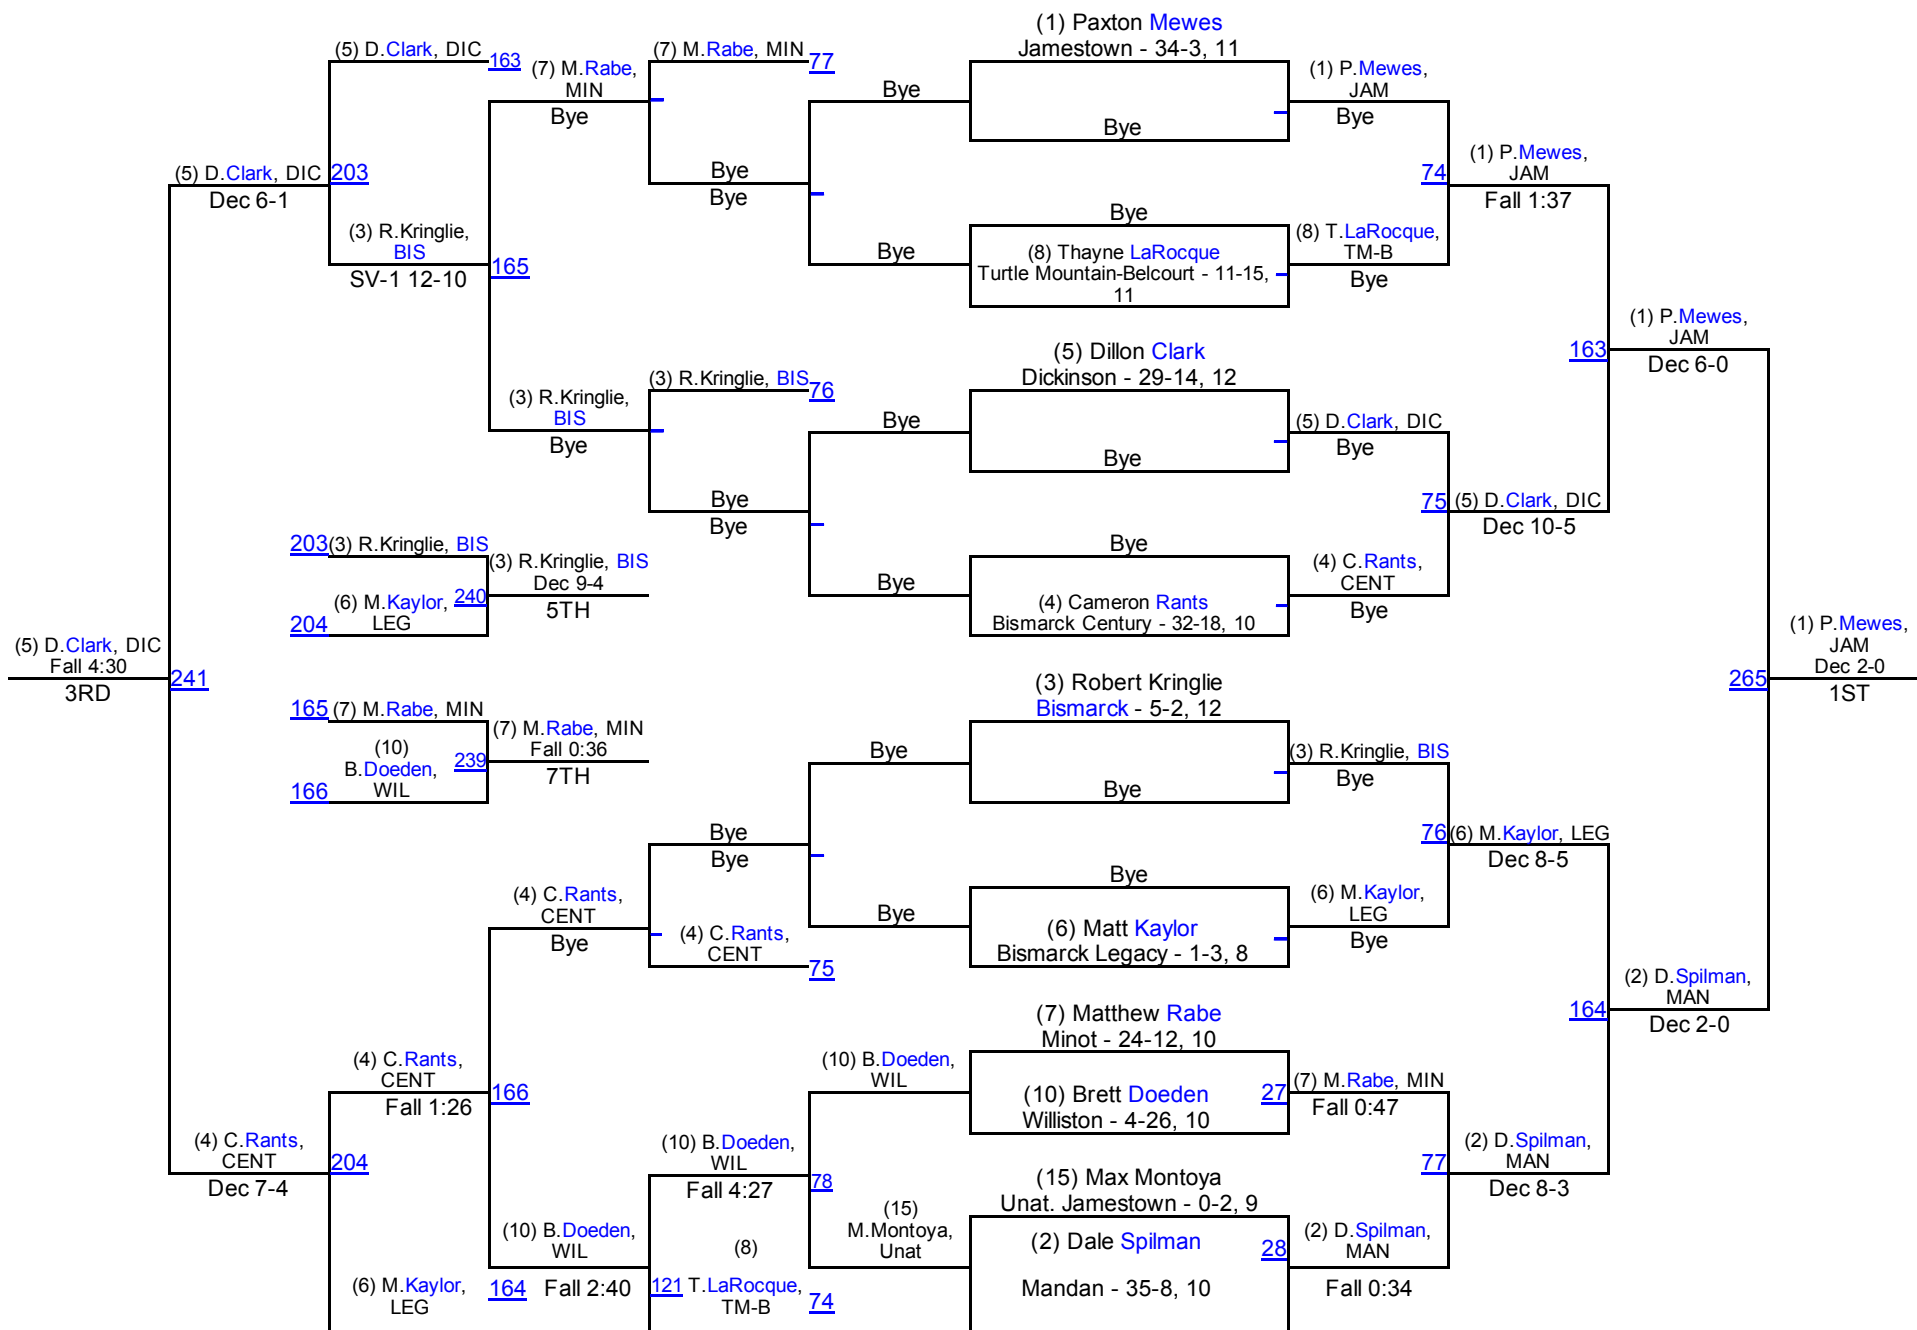 (1) Paxton Mewes
Jamestown - 34-3, 11
(5) D.Clark, DIC
163
(7) M.Rabe, MIN
77
(7) M.Rabe,
MIN
Bye
(1) P.Mewes,
JAM
Bye
Bye
Bye
(5) D.Clark, DIC
203
Dec 6-1
Bye
Bye
74
(1) P.Mewes,
JAM
Fall 1:37
Bye
(3) R.Kringlie,
BIS
165
SV-1 12-10
Bye
(8) Thayne LaRocque
Turtle Mountain-Belcourt - 11-15,
11
(8) T.LaRocque,
TM-B
Bye
(1) P.Mewes,
JAM
163
Dec 6-0
(5) Dillon Clark
Dickinson - 29-14, 12
(3) R.Kringlie, BIS
76
(3) R.Kringlie,
BIS
Bye
Bye
Bye
(5) D.Clark, DIC
Bye
Bye
Bye
75
(5) D.Clark, DIC
Dec 10-5
203
(3) R.Kringlie, BIS
(3) R.Kringlie, BIS
Dec 9-4
5TH
(6) M.Kaylor,
LEG
240
204
Bye
Bye
(4) Cameron Rants
Bismarck Century - 32-18, 10
(4) C.Rants,
CENT
Bye
(5) D.Clark, DIC
Fall 4:30
3RD
241
(1) P.Mewes,
JAM
Dec 2-0
1ST
265
(3) Robert Kringlie
Bismarck - 5-2, 12
165
(7) M.Rabe, MIN
(7) M.Rabe, MIN
Fall 0:36
7TH
(10)
B.Doeden,
WIL
239
166
Bye
Bye
(3) R.Kringlie, BIS
Bye
Bye
Bye
76
(6) M.Kaylor, LEG
Dec 8-5
(4) C.Rants,
CENT
Bye
Bye
Bye
(6) Matt Kaylor
Bismarck Legacy - 1-3, 8
(6) M.Kaylor,
LEG
Bye
(4) C.Rants,
CENT
75
(2) D.Spilman,
MAN
164
Dec 2-0
(7) Matthew Rabe
Minot - 24-12, 10
(4) C.Rants,
CENT
166
Fall 1:26
(10) B.Doeden,
WIL
(10) Brett Doeden
Williston - 4-26, 10
27
(7) M.Rabe, MIN
Fall 0:47
(4) C.Rants,
CENT
204
Dec 7-4
(10) B.Doeden,
WIL
Fall 4:27
78
77
(2) D.Spilman,
MAN
Dec 8-3
(15) Max Montoya
Unat. Jamestown - 0-2, 9
(15)
M.Montoya,
Unat
(2) Dale Spilman
28
Mandan - 35-8, 10
(2) D.Spilman,
MAN
Fall 0:34
(10) B.Doeden,
WIL
Fall 2:40
(8)
121
T.LaRocque,
TM-B
74
(6) M.Kaylor,
LEG
164